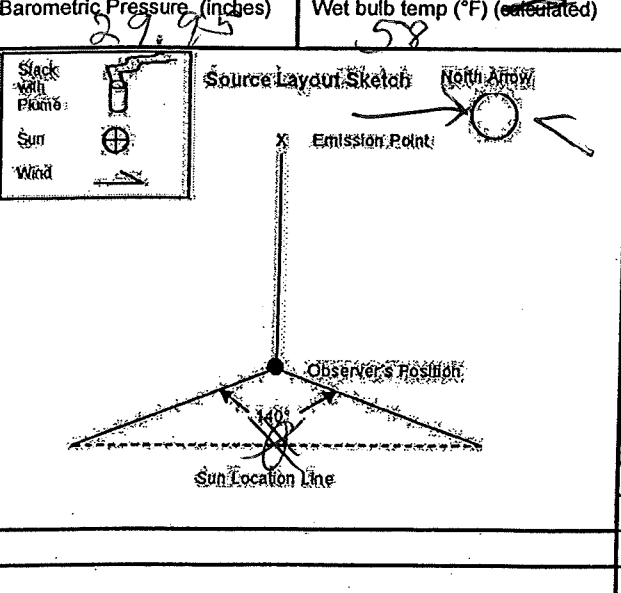 Barometric Pressure (inches)
29.95
Wet bulb temp (°F) (calculated)
58
Stack
with
Plume
Sun
Wind
Source Layout Sketch
North Arrow
X Emission Point
Observer's Position
140°
Sun Location Line